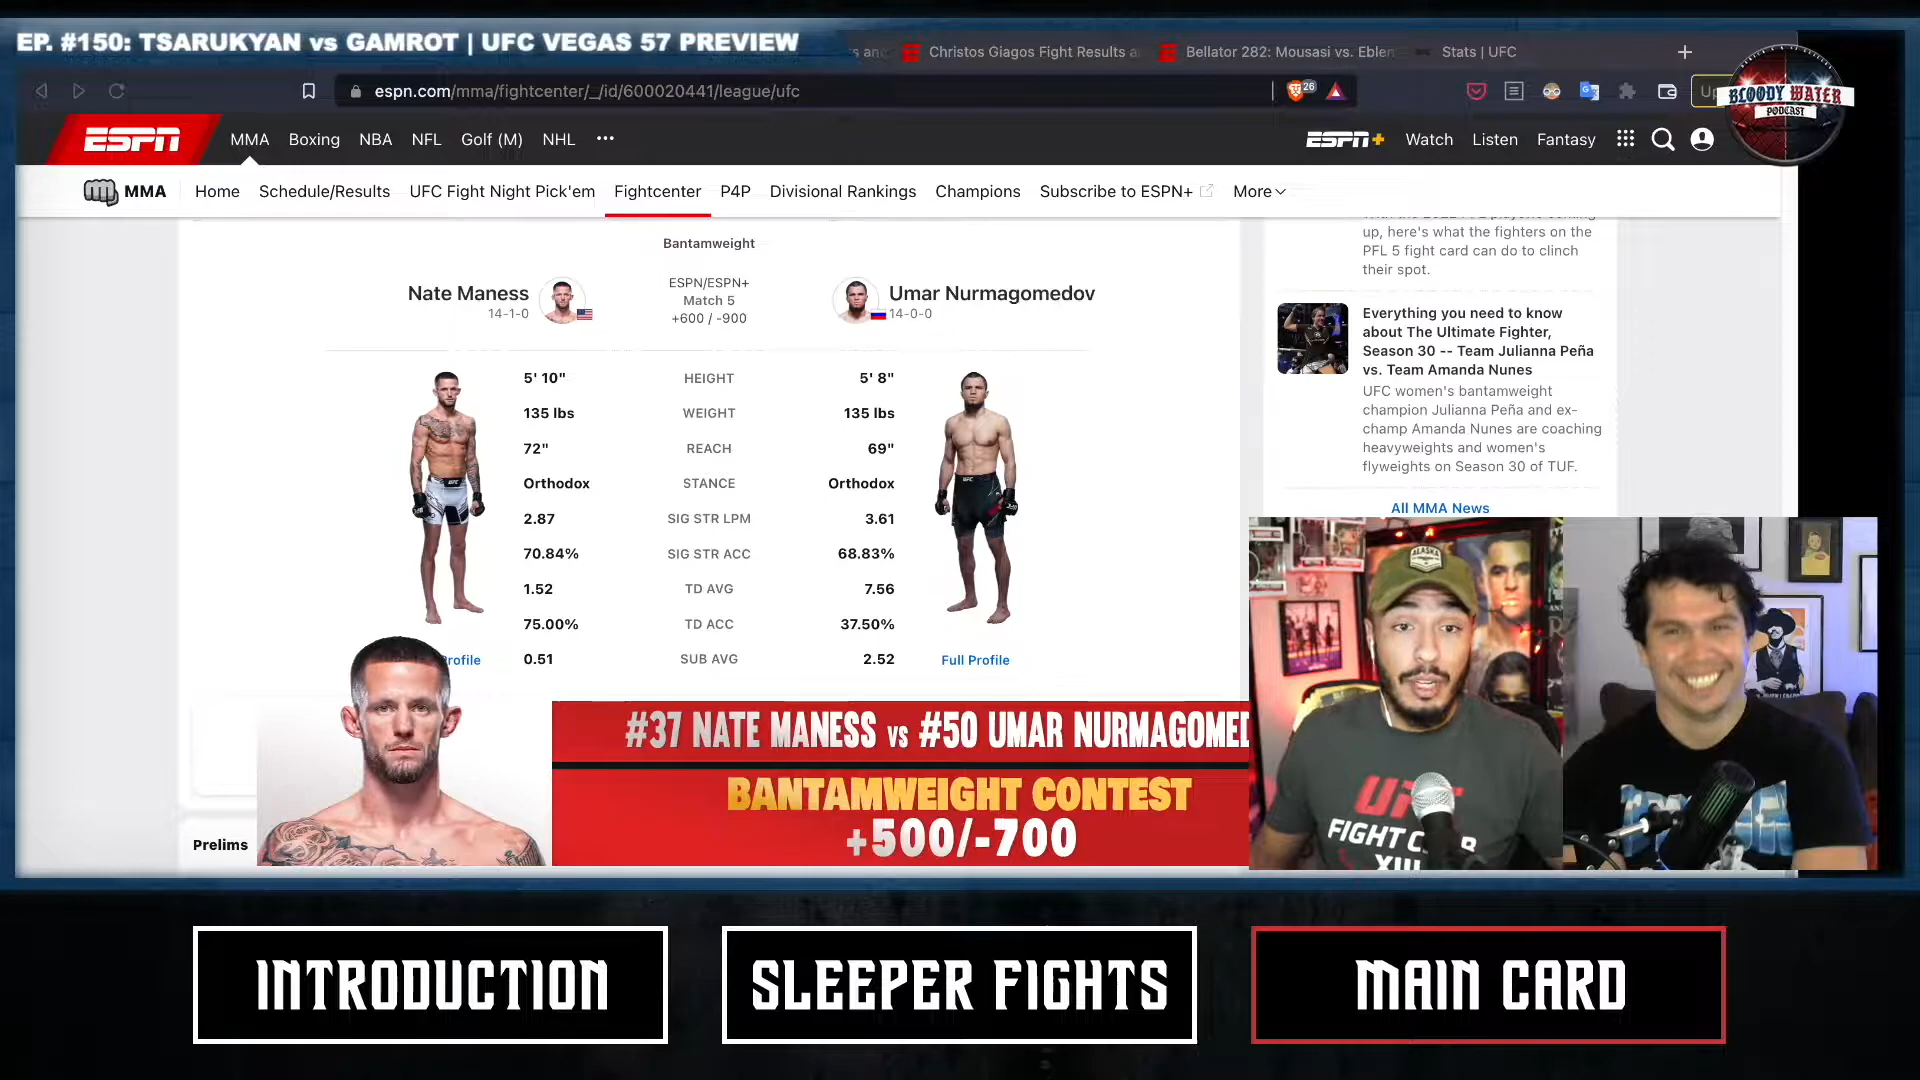 EP. #150: TSARUKYAN vs GAMROT | UFC VEGAS 57 PREVIEW
Christos Giagos Fight Results a
Bellator 282: Mousasi vs. Eblen
Stats | UFC
espn.com/mma/fightcenter/_/id/600020441/league/ufc
26
BLOODY WATER
PODCAST
ESPN
MMA
Boxing
NBA
NFL
Golf (M)
NHL
ESPN+
Watch
Listen
Fantasy
MMA
Home
Schedule/Results
UFC Fight Night Pick'em
Fightcenter
P4P
Divisional Rankings
Champions
Subscribe to ESPN+
More
Bantamweight
Nate Maness
14-1-0
ESPN/ESPN+
Match 5
+600 / -900
Umar Nurmagomedov
14-0-0
5' 10" HEIGHT 5' 8"
135 lbs WEIGHT 135 lbs
72" REACH 69"
Orthodox STANCE Orthodox
2.87 SIG STR LPM 3.61
70.84% SIG STR ACC 68.83%
1.52 TD AVG 7.56
75.00% TD ACC 37.50%
rofile 0.51 SUB AVG 2.52 Full Profile
up, here's what the fighters on the
PFL 5 fight card can do to clinch
their spot.
Everything you need to know
about The Ultimate Fighter,
Season 30 -- Team Julianna Peña
vs. Team Amanda Nunes
UFC women's bantamweight
champion Julianna Peña and ex-
champ Amanda Nunes are coaching
heavyweights and women's
flyweights on Season 30 of TUF.
All MMA News
ALASKA
UFC
FIGHT CLUB
XIII
#37 NATE MANESS vs #50 UMAR NURMAGOMED
BANTAMWEIGHT CONTEST
+500/-700
Prelims
INTRODUCTION
SLEEPER FIGHTS
MAIN CARD